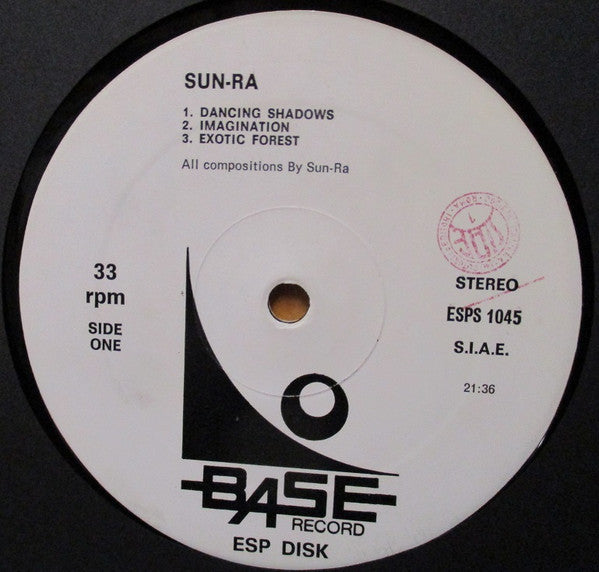 SUN-RA
1. DANCING SHADOWS
2. IMAGINATION
3. EXOTIC FOREST
All compositions By Sun-Ra
33
rpm
SIDE
ONE
STEREO
ESPS 1045
S.I.A.E.
21:36
BASE
RECORD
ESP DISK